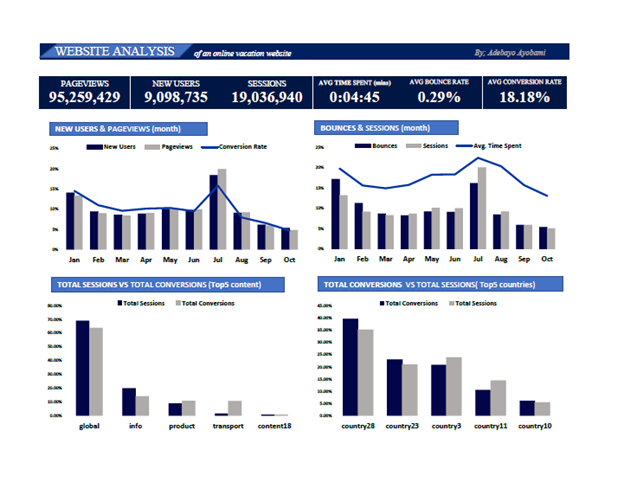 WEBSITE ANALYSIS of an online vacation website By; Adebayo Ayobami
PAGEVIEWS NEW USERS SESSIONS AVG TIME SPENT (mins) AVG BOUNCE RATE AVG CONVERSION RATE
95,259,429 9,098,735 19,036,940 0:04:45 0.29% 18.18%
NEW USERS & PAGEVIEWS (month)
New Users Pageviews Conversion Rate
25%
20%
15%
10%
5%
0%
Jan Feb Mar Apr May Jun Jul Aug Sep Oct
BOUNCES & SESSIONS (month)
Bounces Sessions Avg. Time Spent
25%
20%
15%
10%
5%
0%
Jan Feb Mar Apr May Jun Jul Aug Sep Oct
TOTAL SESSIONS VS TOTAL CONVERSIONS (Top5 content)
Total Sessions Total Conversions
80.00%
70.00%
60.00%
50.00%
40.00%
30.00%
20.00%
10.00%
0.00%
global info product transport content18
TOTAL CONVERSIONS VS TOTAL SESSIONS( Top5 countries)
Total Conversions Total Sessions
45.00%
40.00%
35.00%
30.00%
25.00%
20.00%
15.00%
10.00%
5.00%
0.00%
country28 country23 country3 country11 country10